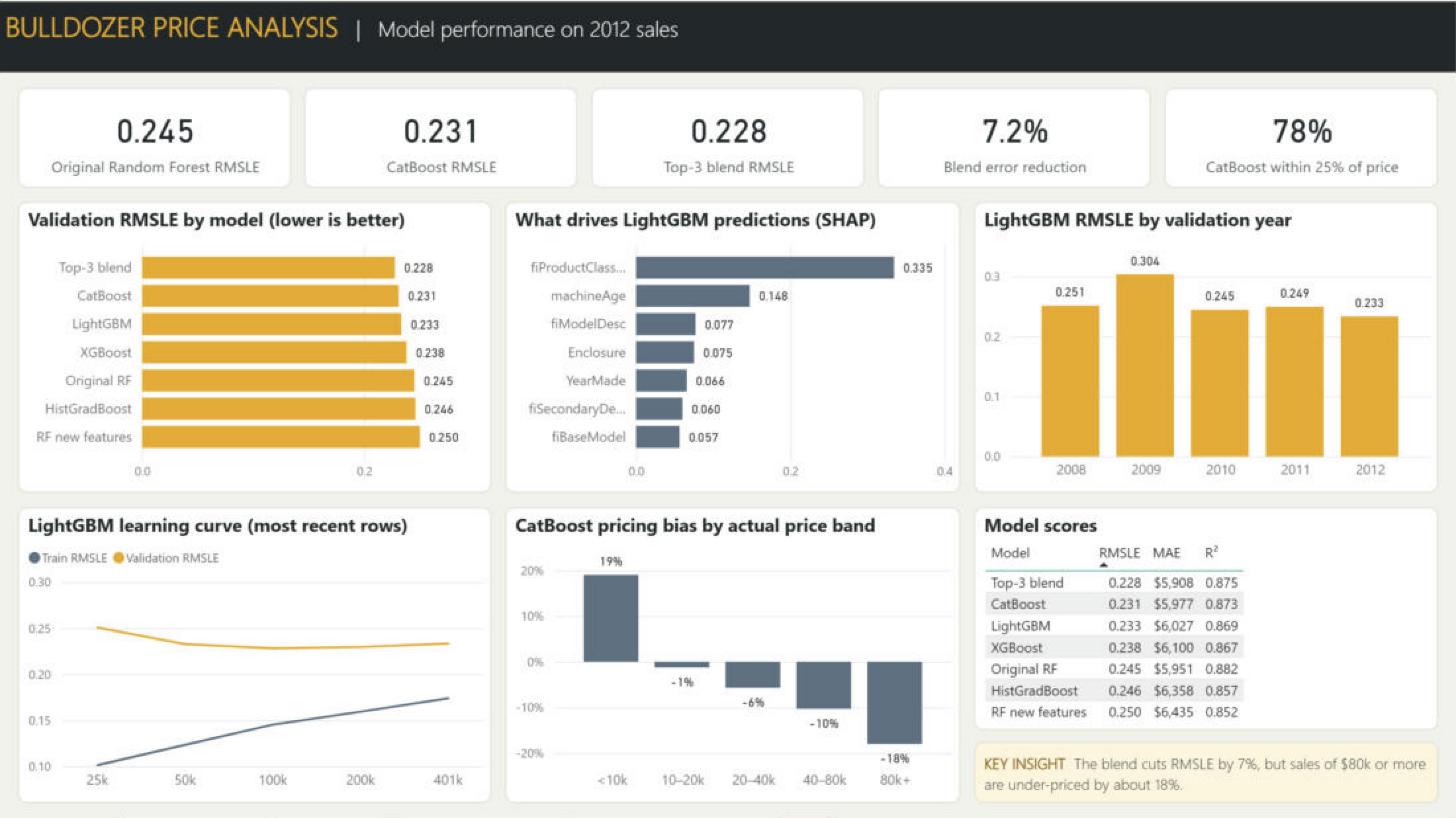 BULLDOZER PRICE ANALYSIS | Model performance on 2012 sales
0.245
Original Random Forest RMSLE
0.231
CatBoost RMSLE
0.228
Top-3 blend RMSLE
7.2%
Blend error reduction
78%
CatBoost within 25% of price
Validation RMSLE by model (lower is better)
Top-3 blend 0.228
CatBoost 0.231
LightGBM 0.233
XGBoost 0.238
Original RF 0.245
HistGradBoost 0.246
RF new features 0.250
0.0 0.2
What drives LightGBM predictions (SHAP)
fiProductClass... 0.335
machineAge 0.148
fiModelDesc 0.077
Enclosure 0.075
YearMade 0.066
fiSecondaryDe... 0.060
fiBaseModel 0.057
0.0 0.2 0.4
LightGBM RMSLE by validation year
0.3
0.2
0.1
0.0
0.251 0.304 0.245 0.249 0.233
2008 2009 2010 2011 2012
LightGBM learning curve (most recent rows)
Train RMSLE Validation RMSLE
0.30
0.25
0.20
0.15
0.10
25k 50k 100k 200k 401k
CatBoost pricing bias by actual price band
20%
10%
0%
-10%
-20%
19% -1% -6% -10% -18%
<10k 10–20k 20–40k 40–80k 80k+
Model scores
Model RMSLE MAE R²
Top-3 blend 0.228 $5,908 0.875
CatBoost 0.231 $5,977 0.873
LightGBM 0.233 $6,027 0.869
XGBoost 0.238 $6,100 0.867
Original RF 0.245 $5,951 0.882
HistGradBoost 0.246 $6,358 0.857
RF new features 0.250 $6,435 0.852
KEY INSIGHT The blend cuts RMSLE by 7%, but sales of $80k or more
are under-priced by about 18%.